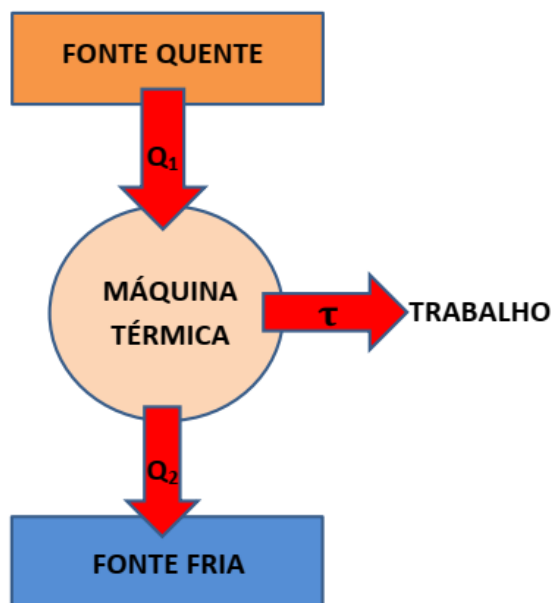 FONTE QUENTE
Q₁
MÁQUINA
TÉRMICA
τ
TRABALHO
Q₂
FONTE FRIA